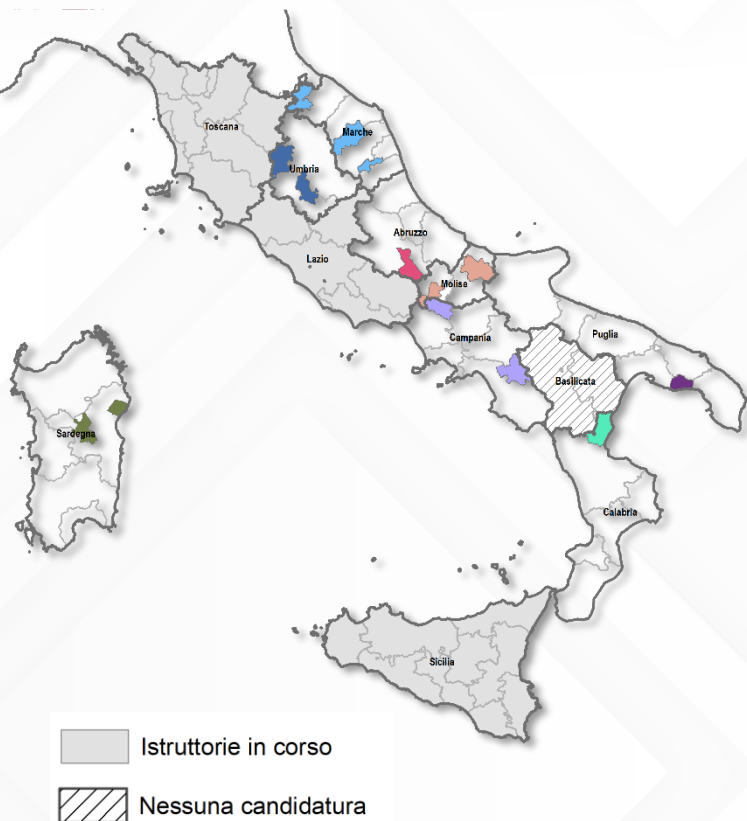 Toscana
Marche
Umbria
Abruzzo
Lazio
Molise
Campania
Puglia
Basilicata
Sardegna
Calabria
Sicilia
Istruttorie in corso
Nessuna candidatura